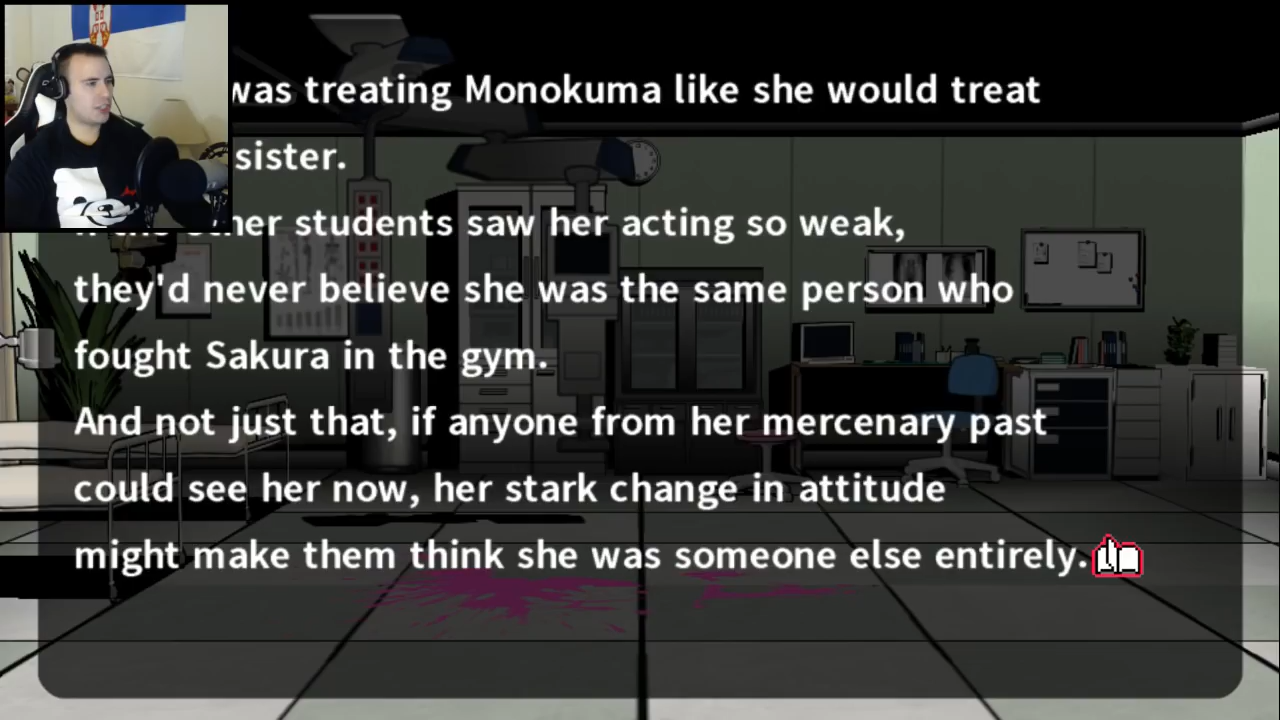 was treating Monokuma like she would treat
sister.
students saw her acting so weak,
they'd never believe she was the same person who
fought Sakura in the gym.
And not just that, if anyone from her mercenary past
could see her now, her stark change in attitude
might make them think she was someone else entirely.